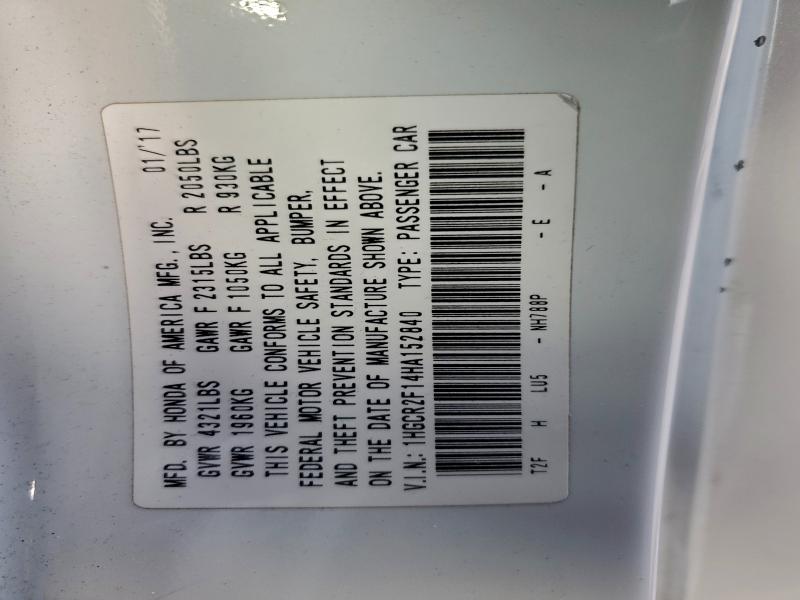 MFD. BY HONDA OF AMERICA MFG., INC. 01/'17
GVWR 4321LBS GAWR F 2315LBS R 2050LBS
GVWR 1960KG GAWR F 1050KG R 930KG
THIS VEHICLE CONFORMS TO ALL APPLICABLE
FEDERAL MOTOR VEHICLE SAFETY, BUMPER,
AND THEFT PREVENTION STANDARDS IN EFFECT
ON THE DATE OF MANUFACTURE SHOWN ABOVE.
V.I.N.: 1HGCR2F14HA152840 TYPE: PASSENGER CAR
T2F H LU5 - NH788P - E - A